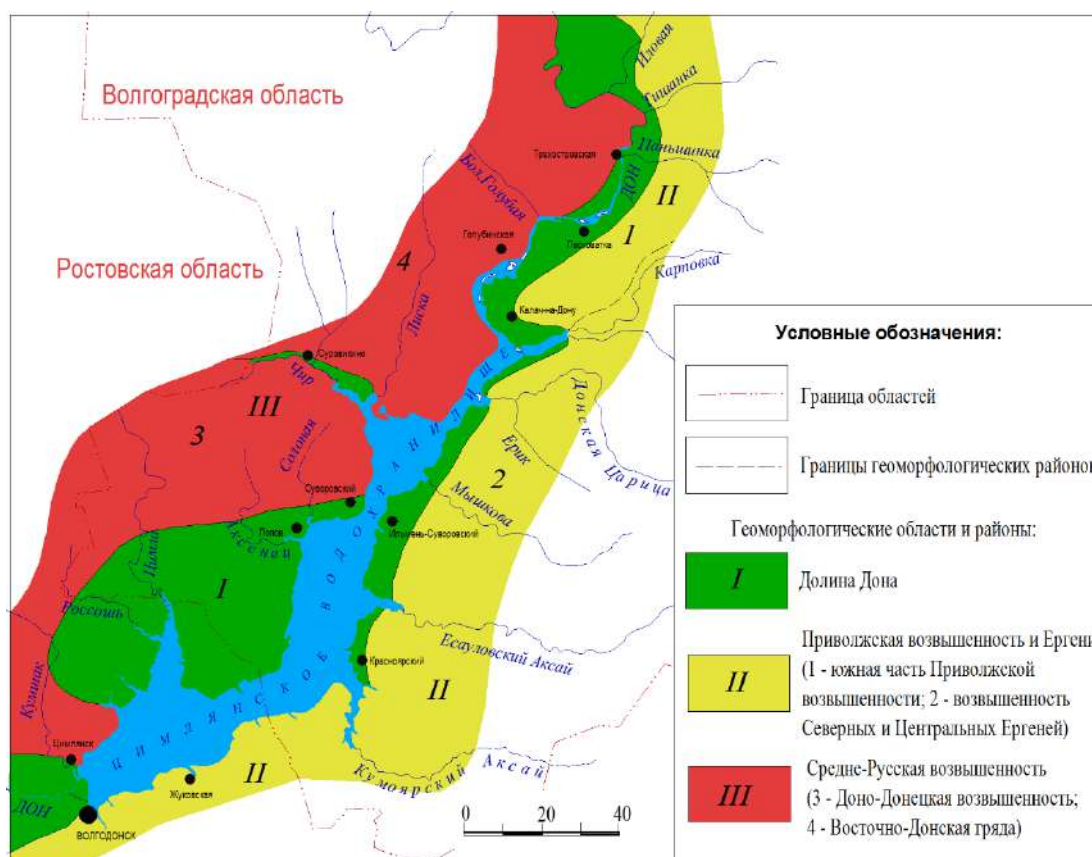 Волгоградская область
Ростовская область
Иловая
Тишанка
Паньшинка
Трехостровская
ДОН
Бол.Голубая
II
I
Песковатка
Голубинская
4
Карповка
Лиска
Калач-на-Дону
Суровикино
Чир
III
3
Солоная
Донская Царица
Ерик
2
Мышкова
Суворовский
Попов
Аксенец
Ильмень-Суворовский
Цимла
I
Россошь
Есауловский Аксай
Красноярский
II
Кумшак
ЦИМЛЯНСКОЕ ВОДОХРАНИЛИЩЕ
Цимлянск
II
Жуковская
Кумоярский Аксай
ДОН
ВОЛГОДОНСК
0 20 40
Условные обозначения:
Граница областей
Границы геоморфологических районов
Геоморфологические области и районы:
I
Долина Дона
II
Приволжская возвышенность и Ергени
(1 - южная часть Приволжской
возвышенности; 2 - возвышенность
Северных и Центральных Ергеней)
III
Средне-Русская возвышенность
(3 - Доно-Донецкая возвышенность;
4 - Восточно-Донская гряда)